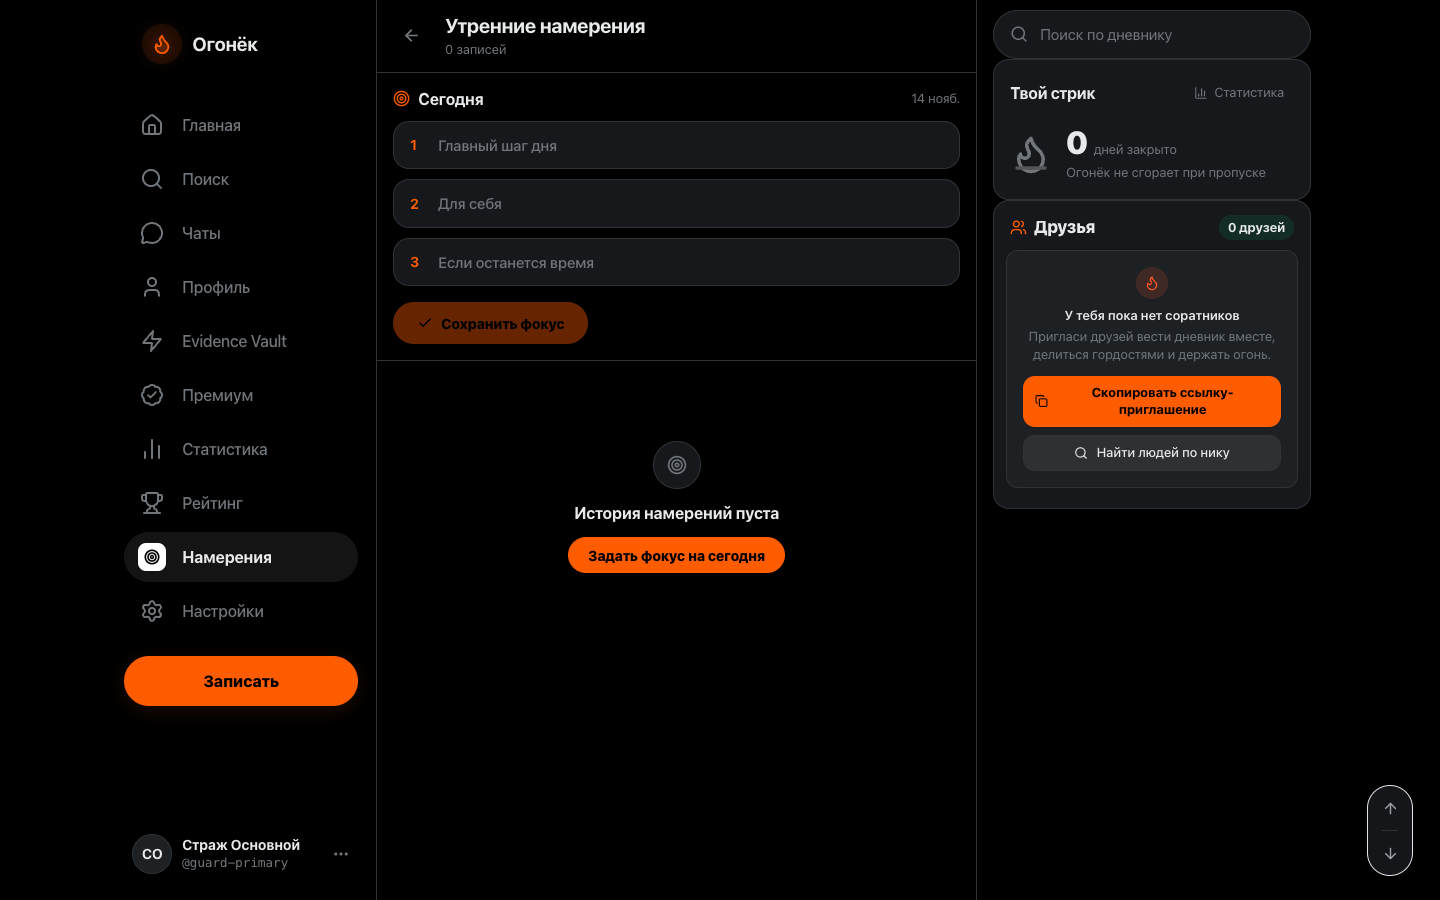 Огонёк
Главная
Поиск
Чаты
Профиль
Evidence Vault
Премиум
Статистика
Рейтинг
Намерения
Настройки
Записать
СО
Страж Основной
@guard-primary
Утренние намерения
0 записей
Сегодня
14 нояб.
1 Главный шаг дня
2 Для себя
3 Если останется время
Сохранить фокус
История намерений пуста
Задать фокус на сегодня
Поиск по дневнику
Твой стрик
Статистика
0 дней закрыто
Огонёк не сгорает при пропуске
Друзья
0 друзей
У тебя пока нет соратников
Пригласи друзей вести дневник вместе,
делиться гордостями и держать огонь.
Скопировать ссылку-
приглашение
Найти людей по нику